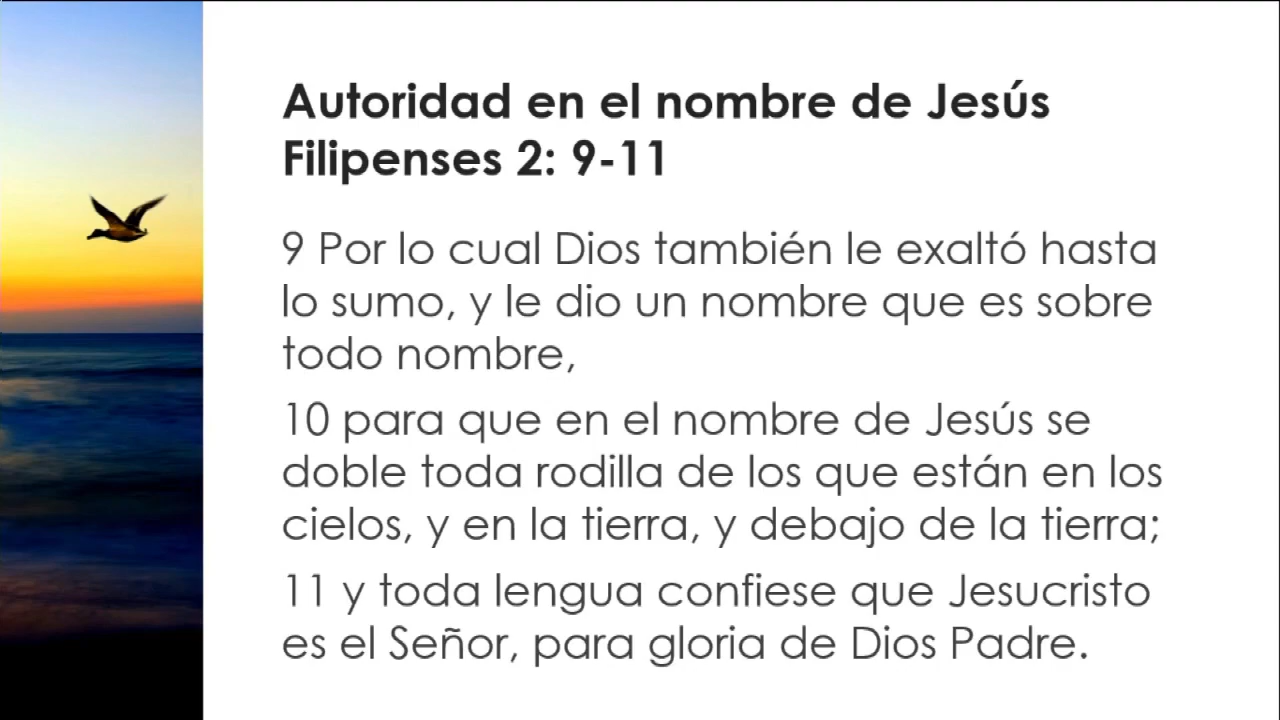 Autoridad en el nombre de Jesús
Filipenses 2: 9-11
9 Por lo cual Dios también le exaltó hasta
lo sumo, y le dio un nombre que es sobre
todo nombre,
10 para que en el nombre de Jesús se
doble toda rodilla de los que están en los
cielos, y en la tierra, y debajo de la tierra;
11 y toda lengua confiese que Jesucristo
es el Señor, para gloria de Dios Padre.